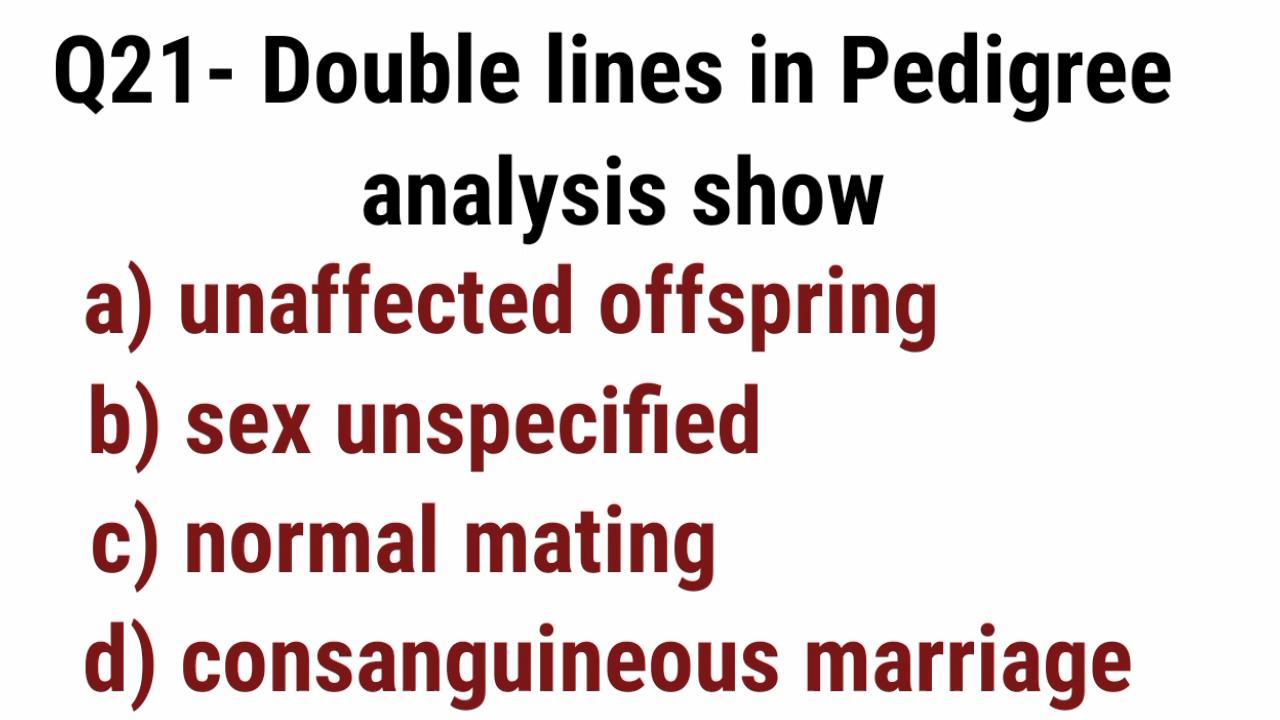 Q21- Double lines in Pedigree
analysis show
a) unaffected offspring
b) sex unspecified
c) normal mating
d) consanguineous marriage